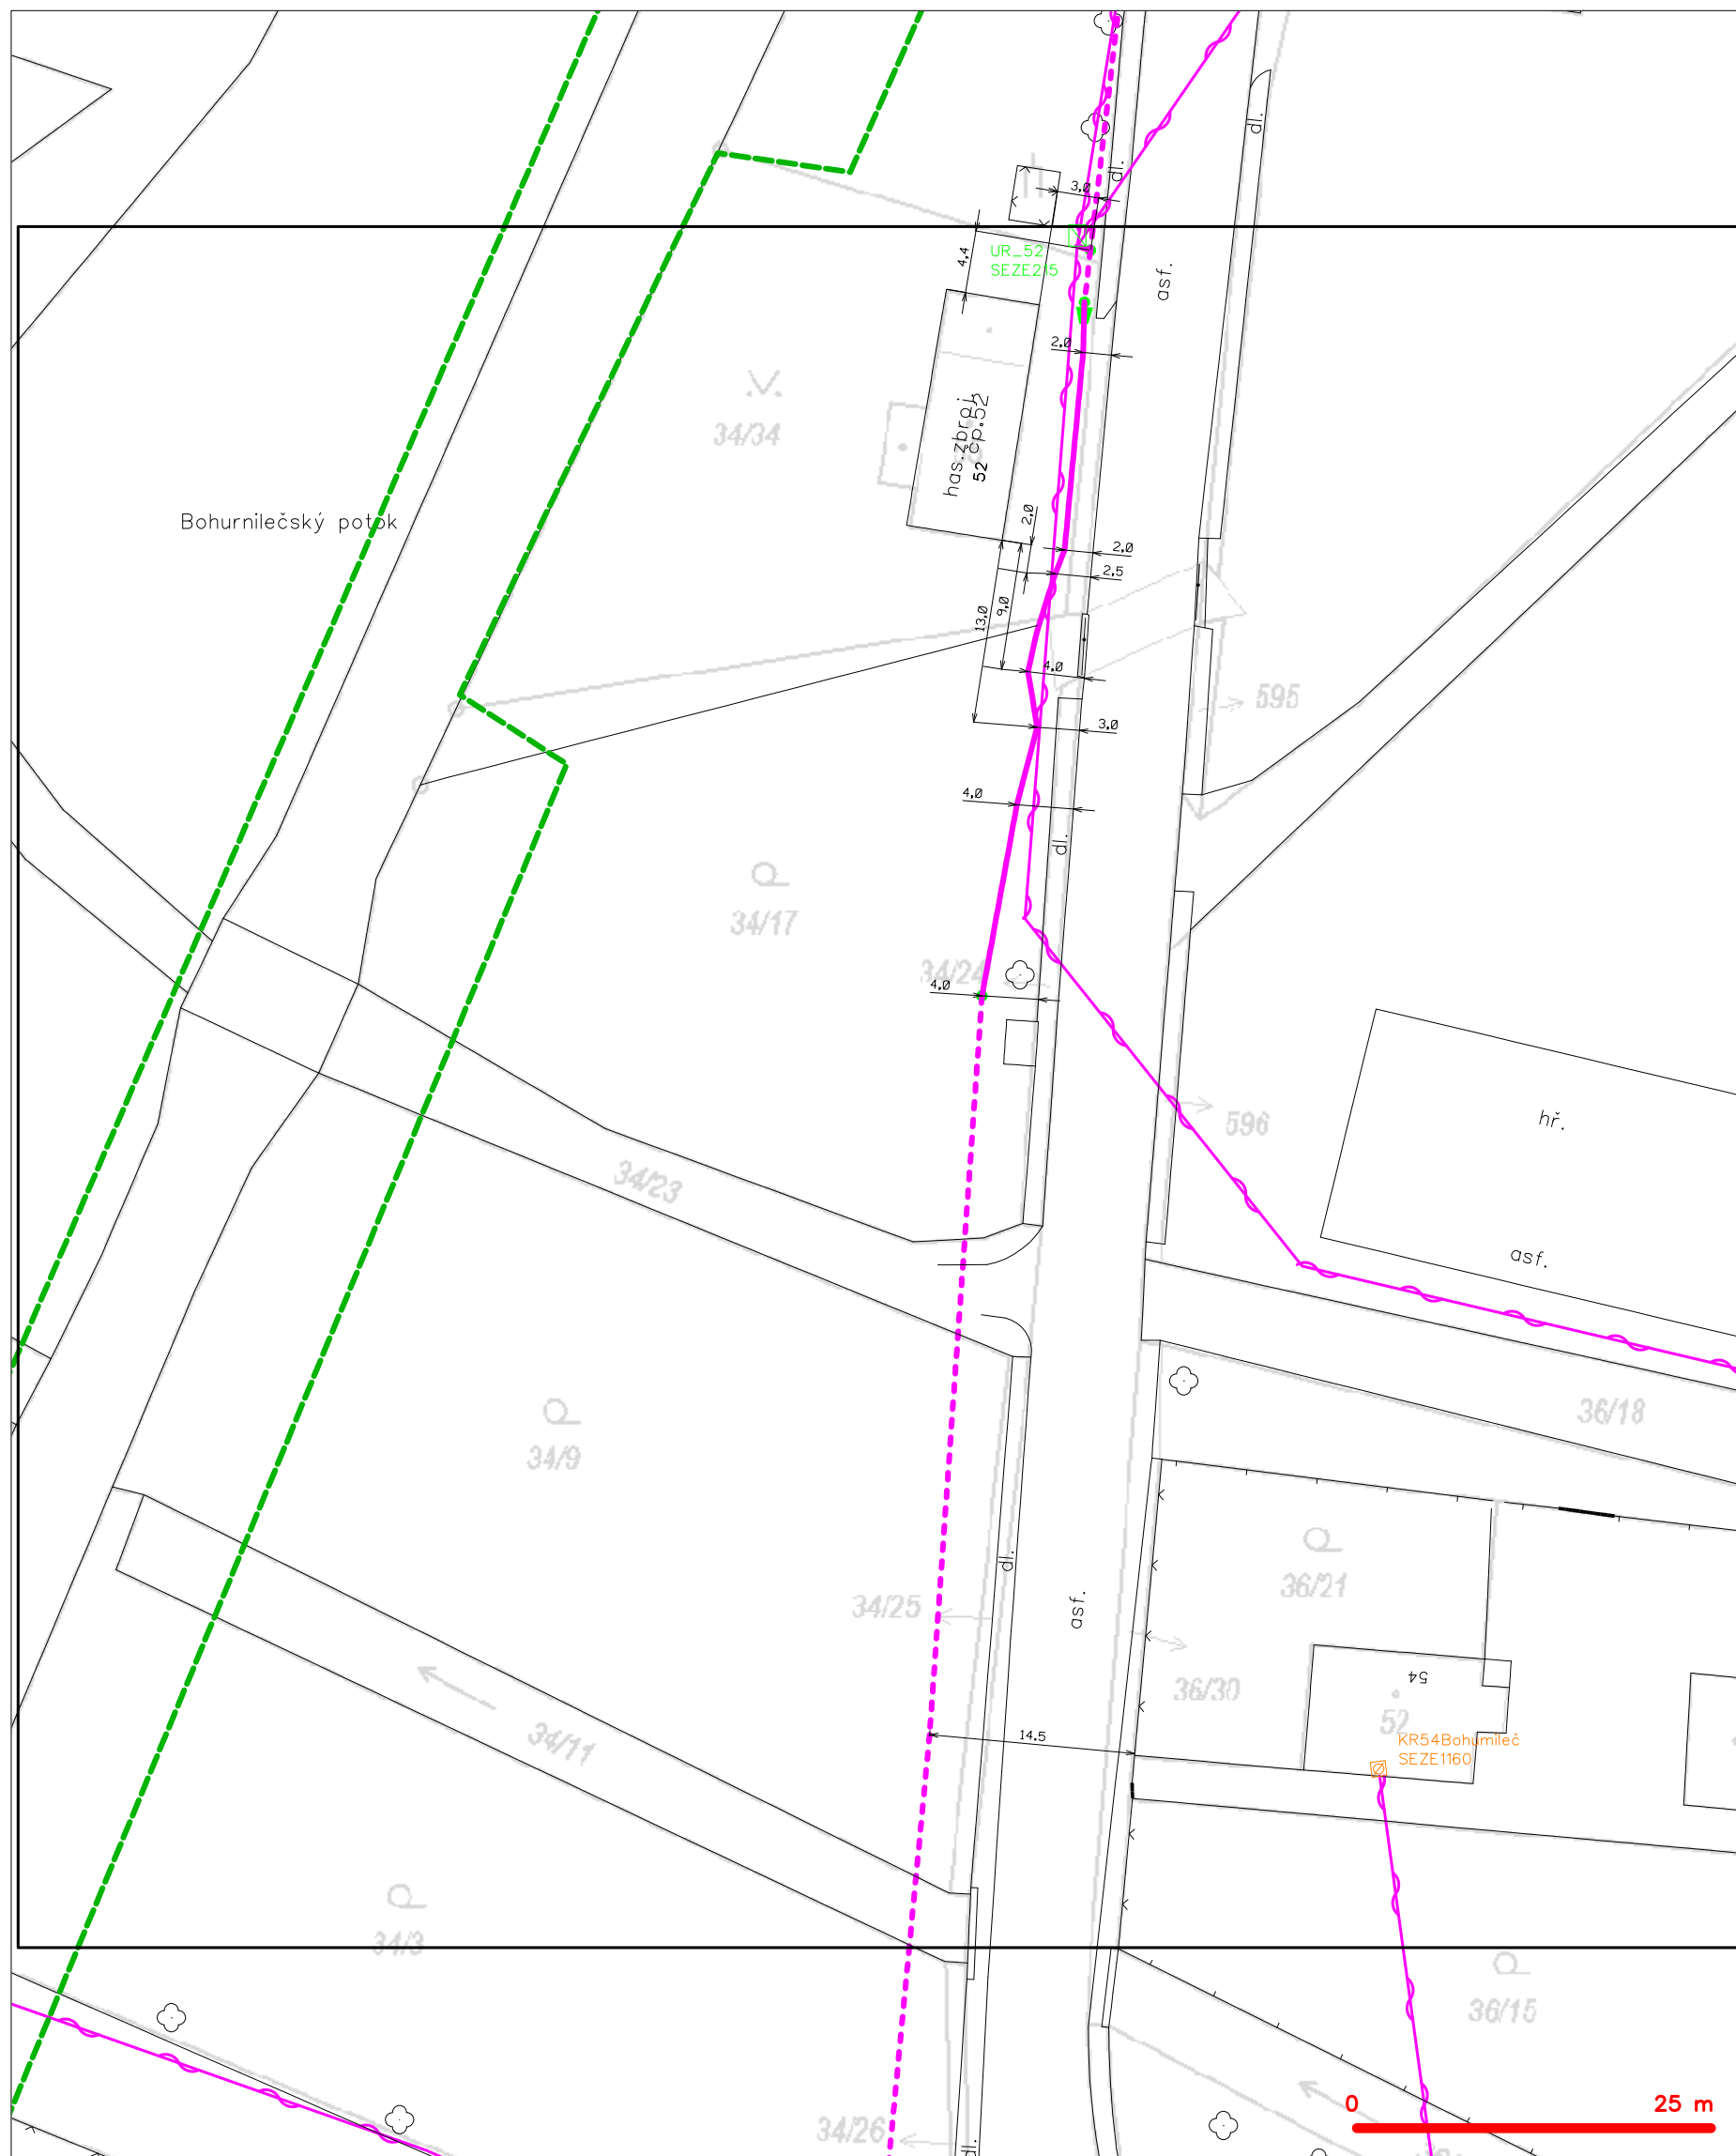 dl.
dl.
3,0
asf.
4,4
UR_52
SEZE215
2,0
34/34
has.zbroj.
52 čp.52
Bohurnilečský potok
2,0
2,0
2,5
13,0
9,0
4,0
595
3,0
4,0
dl.
34/17
34/24
4,0
hř.
596
34/23
asf.
36/18
34/9
dl.
36/21
34/25
asf.
54
36/30
52
14.5
KR54Bohumileč
SEZE1160
34/11
34/3
36/15
0 25 m
34/26
dl.